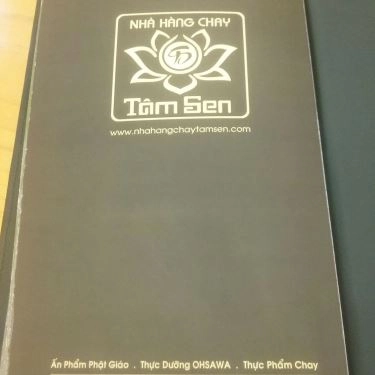 NHÀ HÀNG CHAY
Tâm Sen
www.nhahangchaytamsen.com
Ấn Phẩm Phật Giáo . Thực Dưỡng OHSAWA . Thực Phẩm Chay